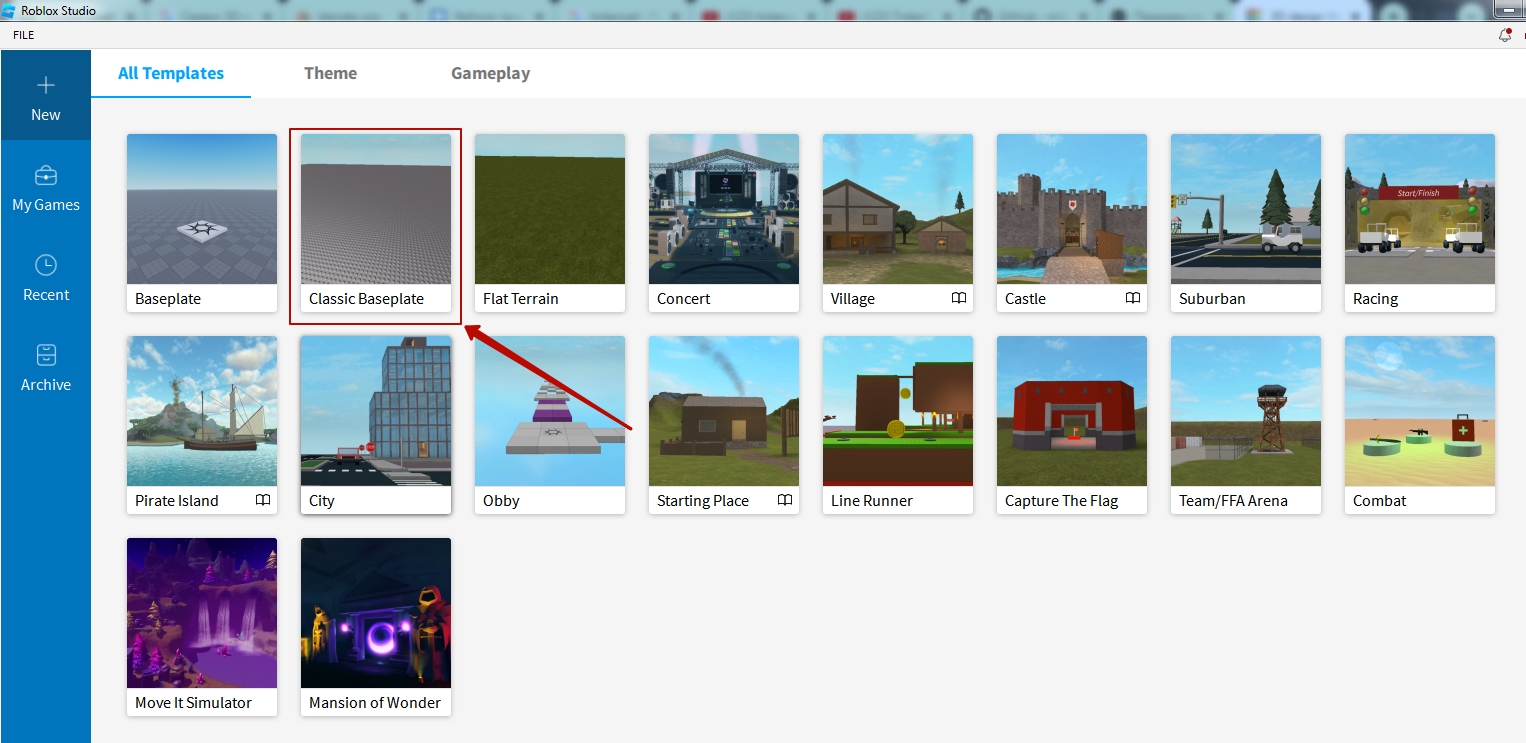 Roblox Studio
FILE
New
My Games
Recent
Archive
All Templates Theme Gameplay
Baseplate
Classic Baseplate
Flat Terrain
Concert
Village
Castle
Suburban
Start/Finish
Racing
Pirate Island
City
Obby
Starting Place
Line Runner
Capture The Flag
Team/FFA Arena
Combat
Move It Simulator
Mansion of Wonder